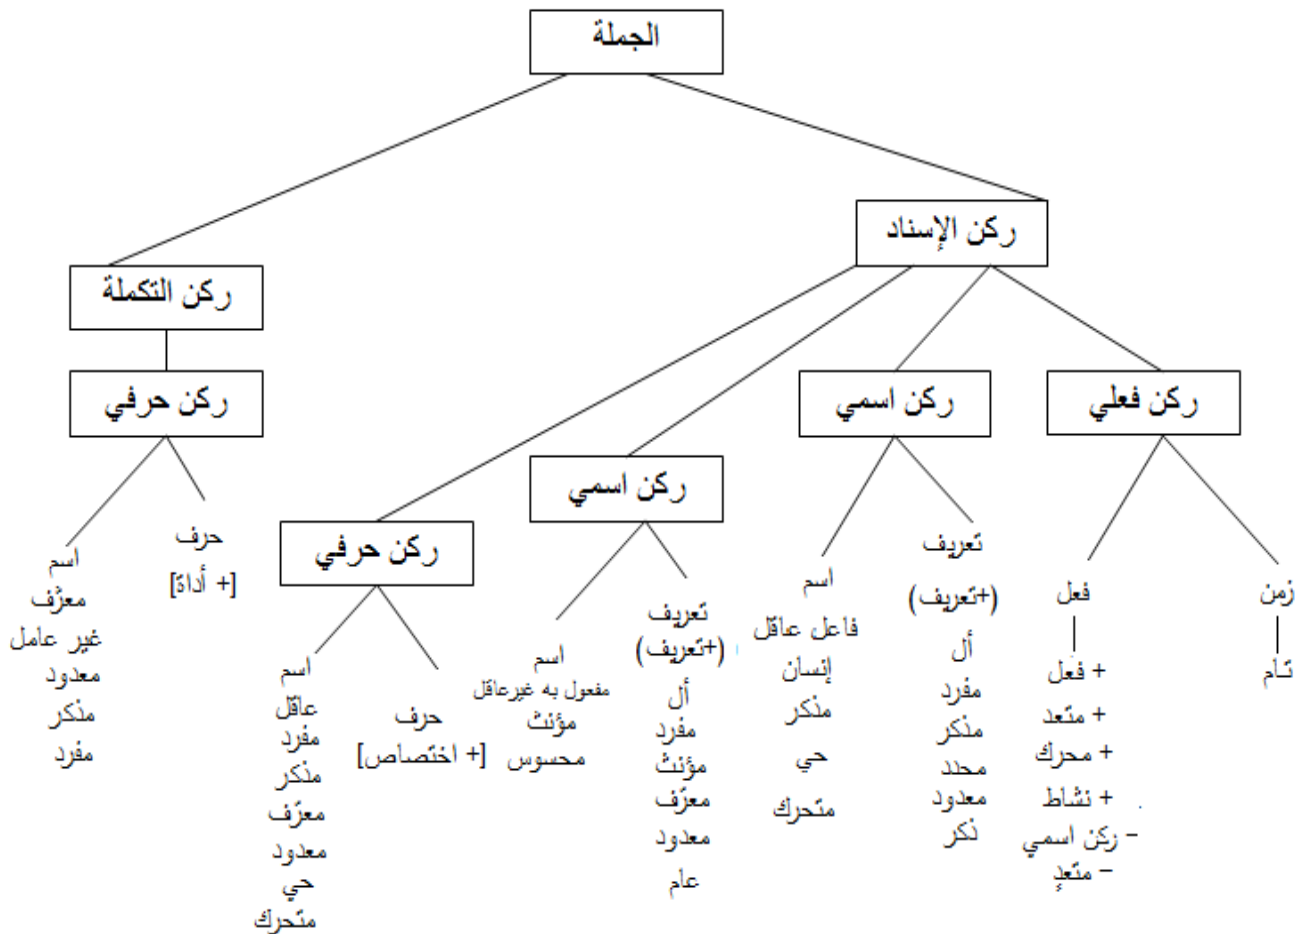 الجملة
ركن الإسناد
ركن التكملة
ركن فعلي
ركن اسمي
ركن اسمي
ركن حرفي
ركن حرفي
زمن
تام
فعل
+ فعل
+ متعد
+ محرك
+ نشاط
– ركن اسمي
– متعدٍ
تعريف
(+تعريف)
أل
مفرد
مذكر
محدد
معدود
ذكر
اسم
فاعل عاقل
إنسان
مذكر
حي
متحرك
تعريف
(+تعريف)
أل
مفرد
مؤنث
معرّف
معدود
عام
اسم
مفعول به غيرعاقل
مؤنث
محسوس
حرف
[+ اختصاص]
اسم
عاقل
مفرد
مذكر
معرّف
معدود
حي
متحرك
حرف
[+ أداة]
اسم
معرّف
غير عامل
معدود
مذكر
مفرد